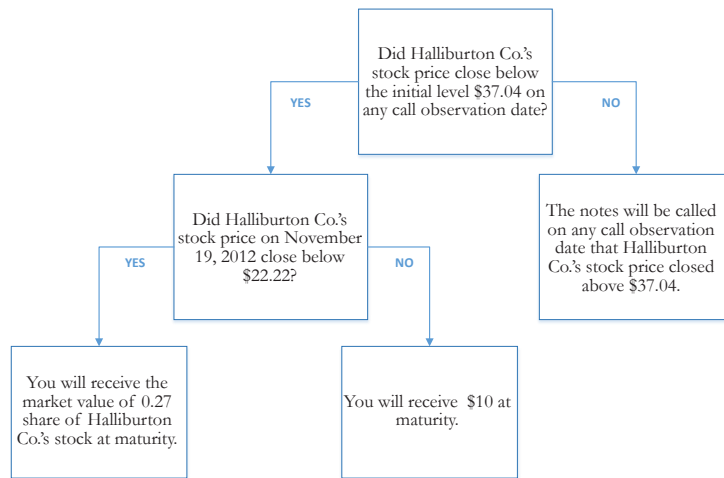 Did Halliburton Co.'s
stock price close below
the initial level $37.04 on
any call observation date?
YES
NO
Did Halliburton Co.'s
stock price on November
19, 2012 close below
$22.22?
The notes will be called
on any call observation
date that Halliburton
Co.'s stock price closed
above $37.04.
YES
NO
You will receive the
market value of 0.27
share of Halliburton
Co.'s stock at maturity.
You will receive $10 at
maturity.